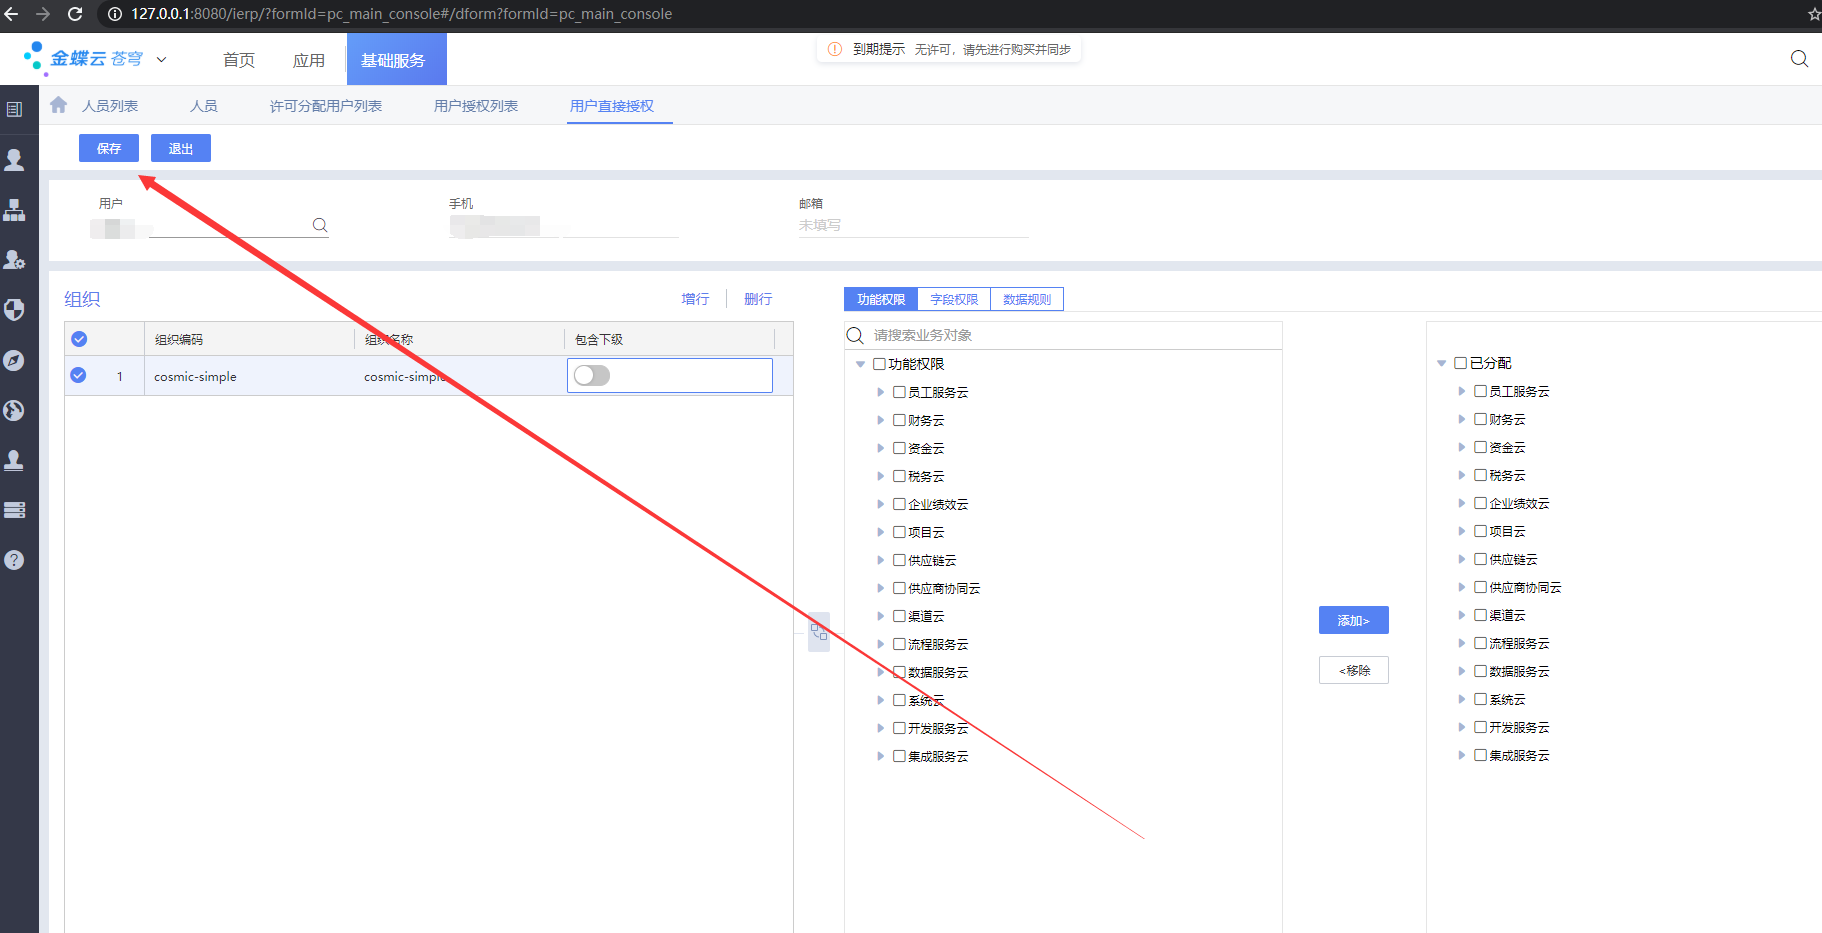 127.0.0.1:8080/ierp/?formId=pc_main_console#/dform?formId=pc_main_console
金蝶云 苍穹 首页 应用 基础服务 到期提示 无许可，请先进行购买并同步
人员列表 人员 许可分配用户列表 用户授权列表 用户直接授权
保存 退出
用户 手机 邮箱
未填写
组织 增行 删行 功能权限 字段权限 数据规则
组织编码 组织名称 包含下级
1 cosmic-simple cosmic-simple
请搜索业务对象
功能权限
员工服务云
财务云
资金云
税务云
企业绩效云
项目云
供应链云
供应商协同云
渠道云
流程服务云
数据服务云
系统云
开发服务云
集成服务云
添加>
<移除
已分配
员工服务云
财务云
资金云
税务云
企业绩效云
项目云
供应链云
供应商协同云
渠道云
流程服务云
数据服务云
系统云
开发服务云
集成服务云